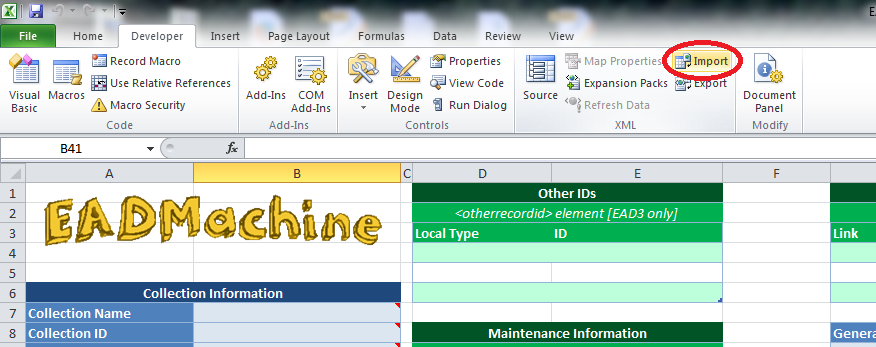 File Home Developer Insert Page Layout Formulas Data Review View
Record Macro Properties Map Properties Import
Use Relative References View Code Expansion Packs Export
Macro Security Run Dialog Refresh Data
Visual Basic Macros Add-Ins COM Add-Ins Insert Design Mode Source Document Panel
Code Add-Ins Controls XML Modify
B41 fx
A B C D E F
1 Other IDs
2 <otherrecordid> element [EAD3 only]
EADMachine
3 Local Type ID Link
4
5
6 Collection Information
7 Collection Name
8 Collection ID Maintenance Information Genera